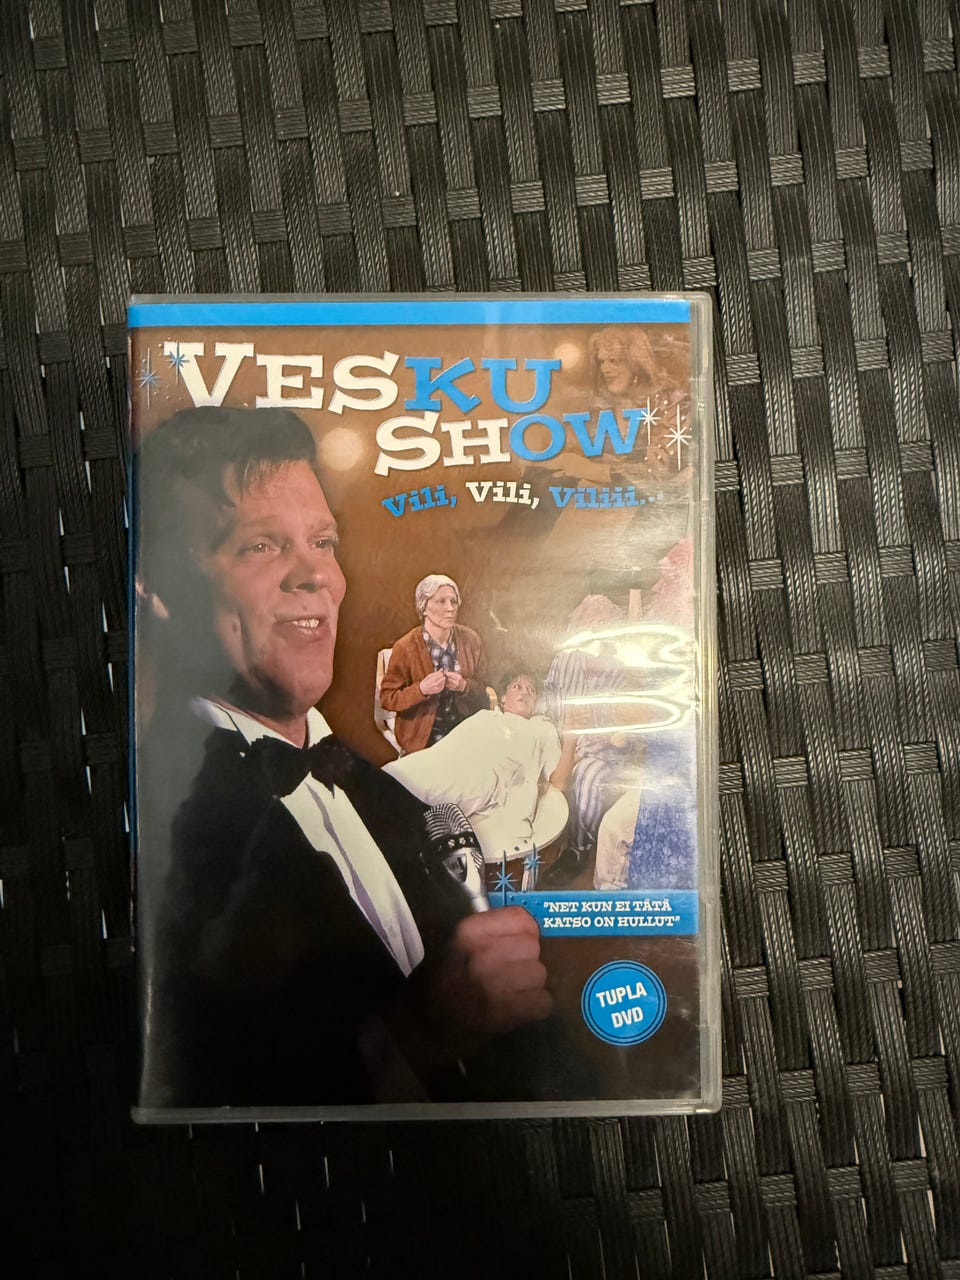 VESKU
SHOW
Vili, Vili, Viliii...
"NET KUN EI TÄTÄ
KATSO ON HULLUT"
TUPLA
DVD